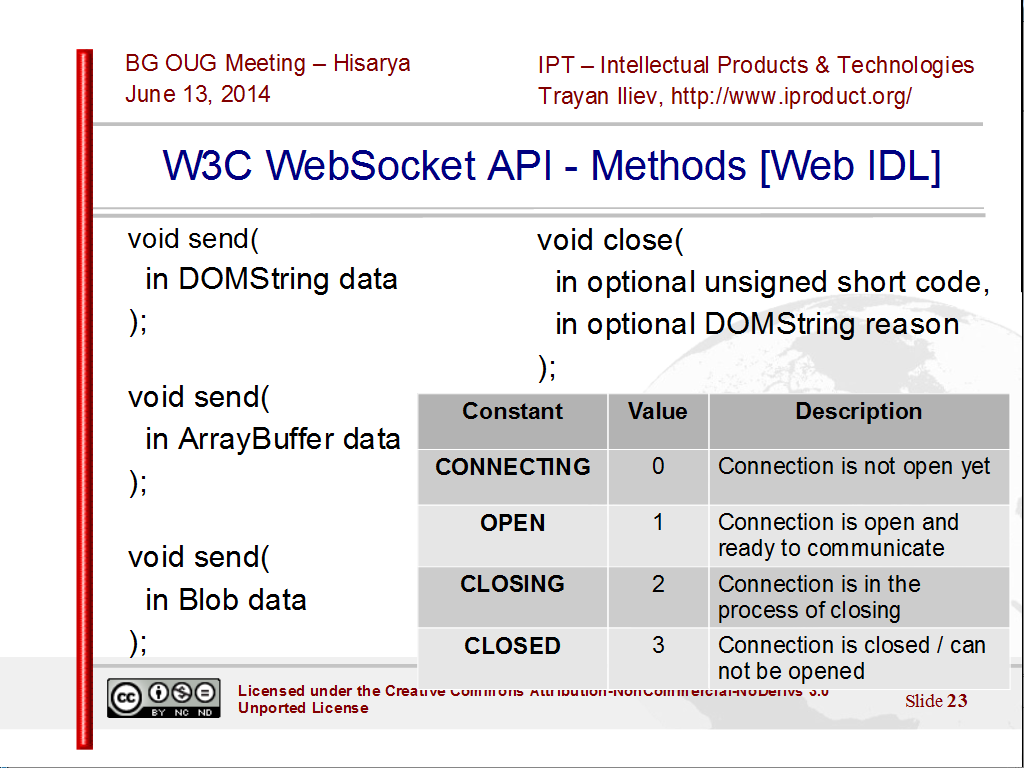 BG OUG Meeting – Hisarya
June 13, 2014
IPT – Intellectual Products & Technologies
Trayan Iliev, http://www.iproduct.org/
W3C WebSocket API - Methods [Web IDL]
void send(
in DOMString data
);
void send(
in ArrayBuffer data
);
void send(
in Blob data
);
void close(
in optional unsigned short code,
in optional DOMString reason
);
Constant Value Description
CONNECTING 0 Connection is not open yet
OPEN 1 Connection is open and
ready to communicate
CLOSING 2 Connection is in the
process of closing
CLOSED 3 Connection is closed / can
not be opened
cc
BY NC ND
Licensed under the Creative Commons Attribution-NonCommercial-NoDerivs 3.0
Unported License
Slide 23